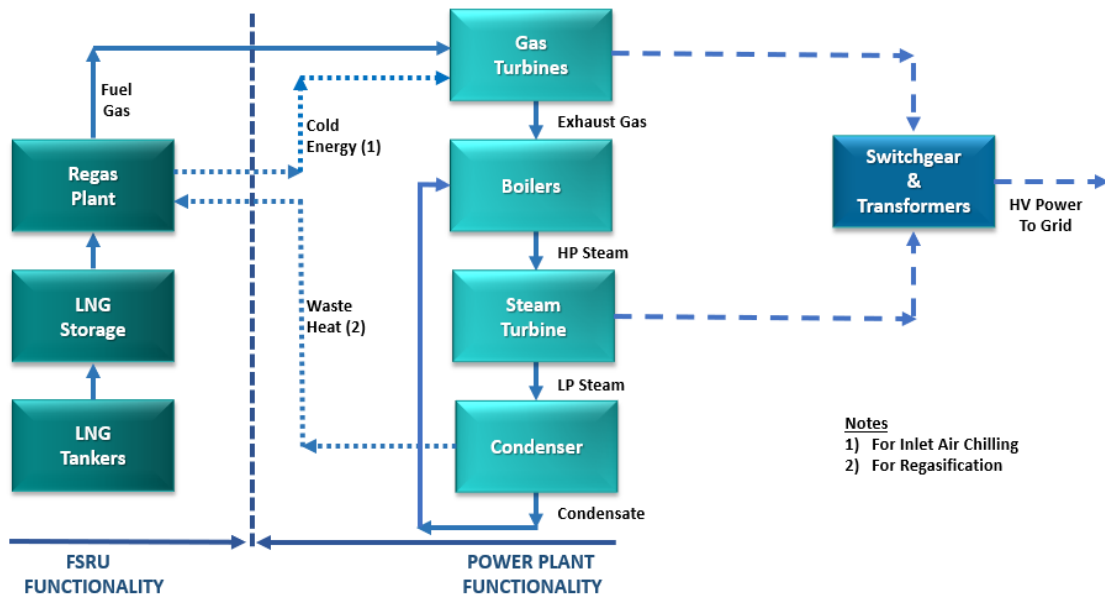 Gas
Turbines
Fuel
Gas
Cold
Energy (1)
Exhaust Gas
Regas
Plant
Boilers
Switchgear
&
Transformers
HV Power
To Grid
HP Steam
LNG
Storage
Waste
Heat (2)
Steam
Turbine
LP Steam
LNG
Tankers
Condenser
Notes
1) For Inlet Air Chilling
2) For Regasification
Condensate
FSRU
FUNCTIONALITY
POWER PLANT
FUNCTIONALITY